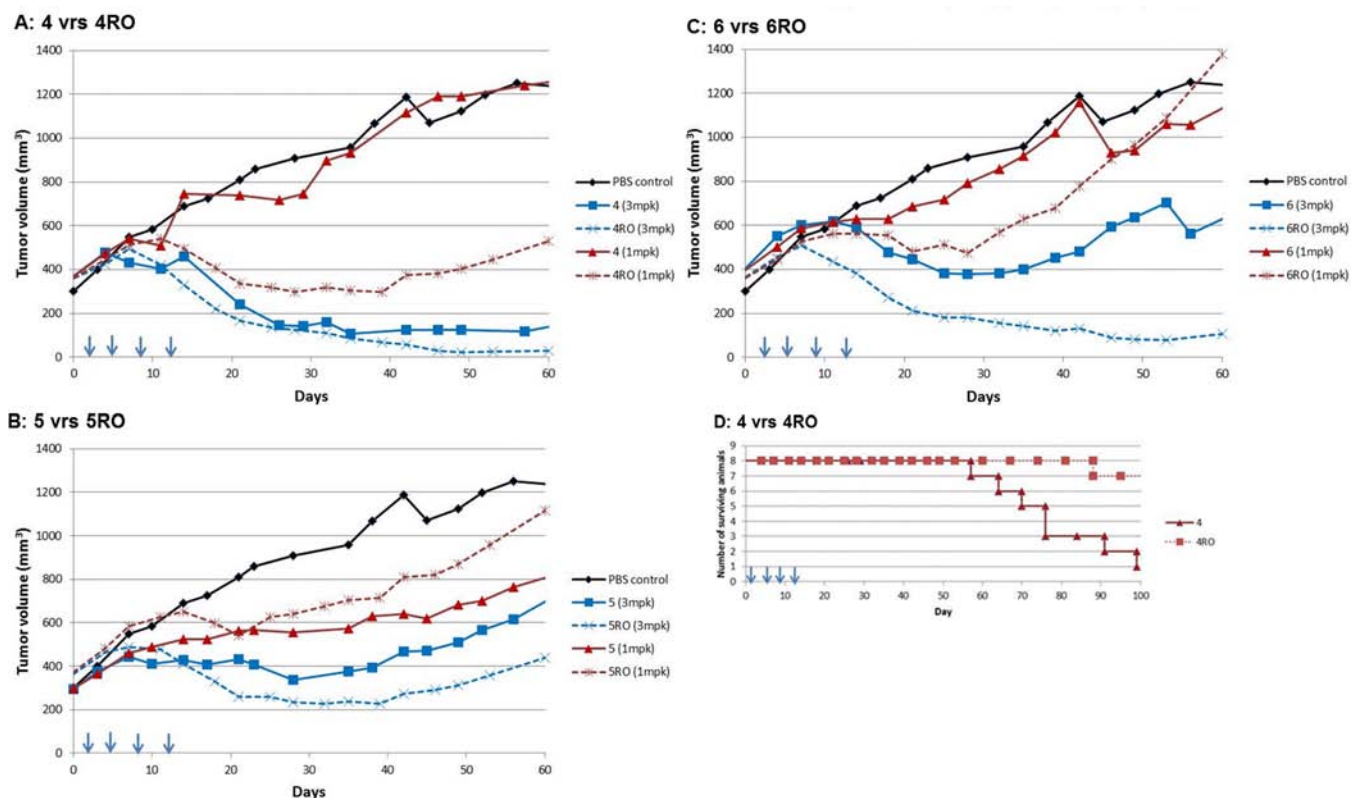 A: 4 vrs 4RO
1400
1200
1000
800
600
400
200
0
Tumor volume (mm³)
0 10 20 30 40 50 60
Days
PBS control
4 (3mpk)
4RO (3mpk)
4 (1mpk)
4RO (1mpk)
C: 6 vrs 6RO
1400
1200
1000
800
600
400
200
0
Tumor volume (mm³)
0 10 20 30 40 50 60
Days
PBS control
6 (3mpk)
6RO (3mpk)
6 (1mpk)
6RO (1mpk)
B: 5 vrs 5RO
1400
1200
1000
800
600
400
200
0
Tumor volume (mm³)
0 10 20 30 40 50 60
Days
PBS control
5 (3mpk)
5RO (3mpk)
5 (1mpk)
5RO (1mpk)
D: 4 vrs 4RO
9
8
7
6
5
4
3
2
1
0
Number of surviving animals
0 10 20 30 40 50 60 70 80 90 100
Day
4
4RO